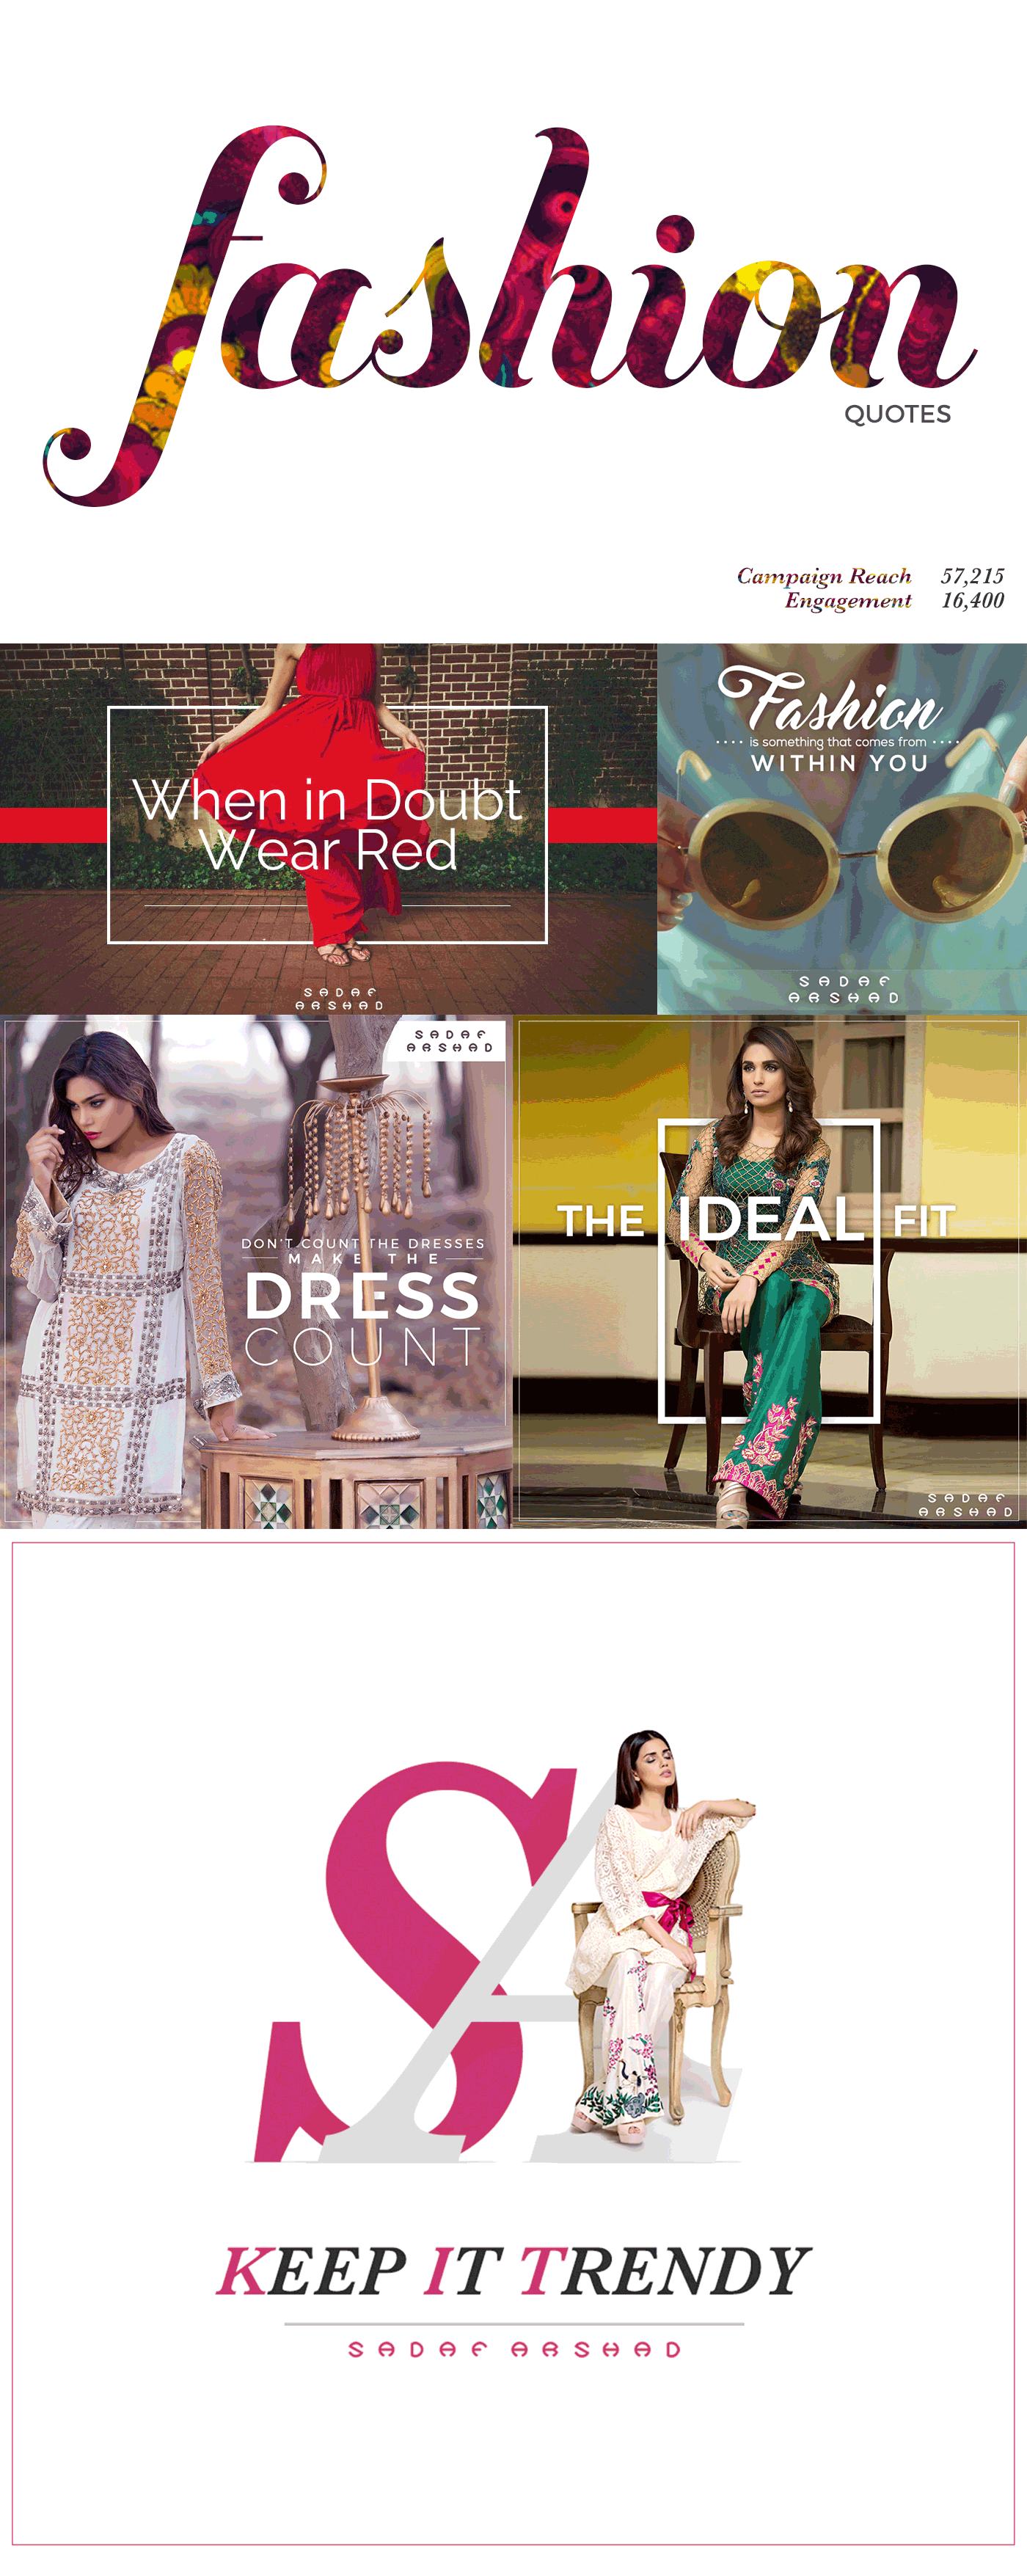 fashion
QUOTES
Campaign Reach 57,215
Engagement 16,400
When in Doubt
Wear Red
SADAF
ARSHAD
Fashion
•••• is something that comes from ••••
WITHIN YOU
SADAF
ARSHAD
SADAF
ARSHAD
DON'T COUNT THE DRESSES
MAKE THE
DRESS
COUNT
THE IDEAL FIT
SADAF
ARSHAD
SA
KEEP IT TRENDY
SADAF ARSHAD